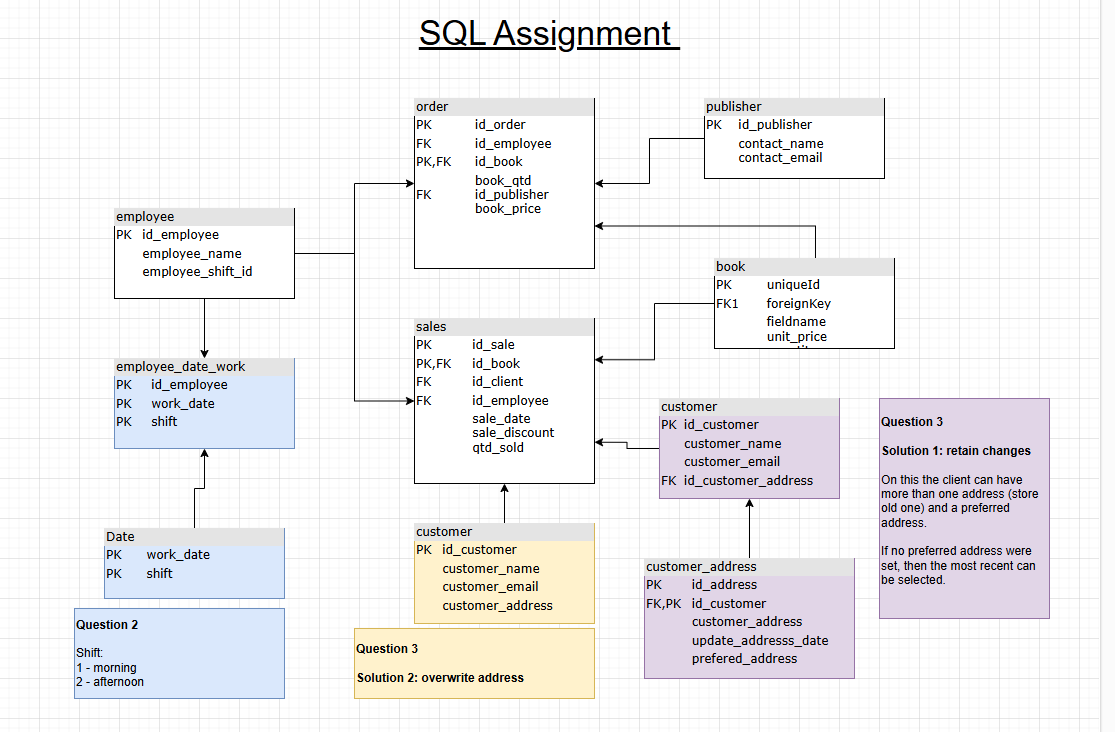 SQL Assignment
order
PK id_order
FK id_employee
PK,FK id_book
book_qtd
FK id_publisher
book_price
publisher
PK id_publisher
contact_name
contact_email
employee
PK id_employee
employee_name
employee_shift_id
book
PK uniqueId
FK1 foreignKey
fieldname
unit_price
sales
PK id_sale
PK,FK id_book
FK id_client
FK id_employee
sale_date
sale_discount
qtd_sold
employee_date_work
PK id_employee
PK work_date
PK shift
customer
PK id_customer
customer_name
customer_email
FK id_customer_address
Question 3
Solution 1: retain changes
On this the client can have
more than one address (store
old one) and a preferred
address.
If no preferred address were
set, then the most recent can
be selected.
Date
PK work_date
PK shift
customer
PK id_customer
customer_name
customer_email
customer_address
customer_address
PK id_address
FK,PK id_customer
customer_address
update_addresss_date
prefered_address
Question 2
Shift:
1 - morning
2 - afternoon
Question 3
Solution 2: overwrite address